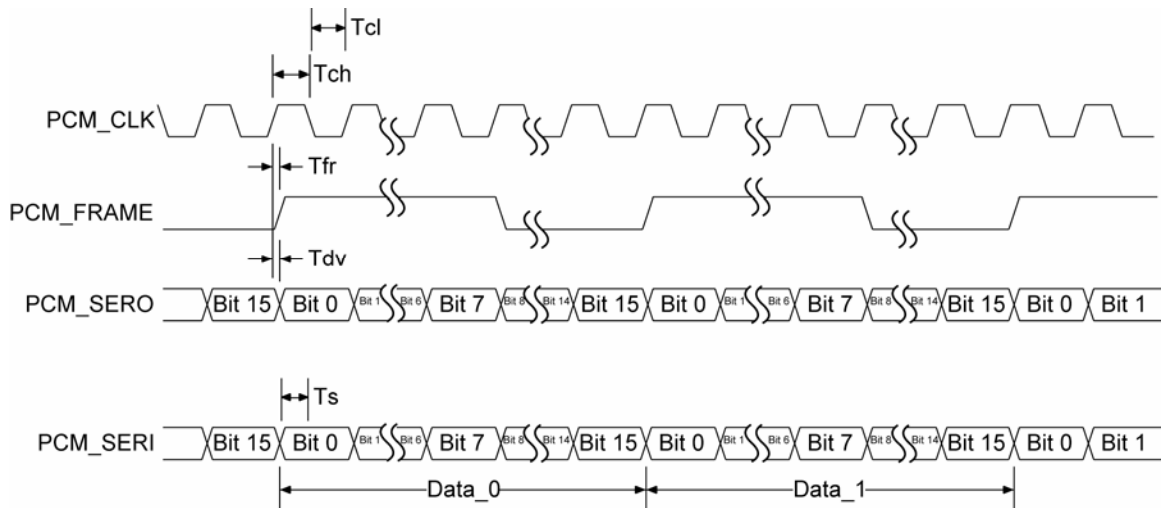 Tcl
Tch
PCM_CLK
Tfr
PCM_FRAME
Tdv
PCM_SERO Bit 15 Bit 0 Bit 1 Bit 6 Bit 7 Bit 8 Bit 14 Bit 15 Bit 0 Bit 1 Bit 6 Bit 7 Bit 8 Bit 14 Bit 15 Bit 0 Bit 1
Ts
PCM_SERI Bit 15 Bit 0 Bit 1 Bit 6 Bit 7 Bit 8 Bit 14 Bit 15 Bit 0 Bit 1 Bit 6 Bit 7 Bit 8 Bit 14 Bit 15 Bit 0 Bit 1
Data_0 Data_1